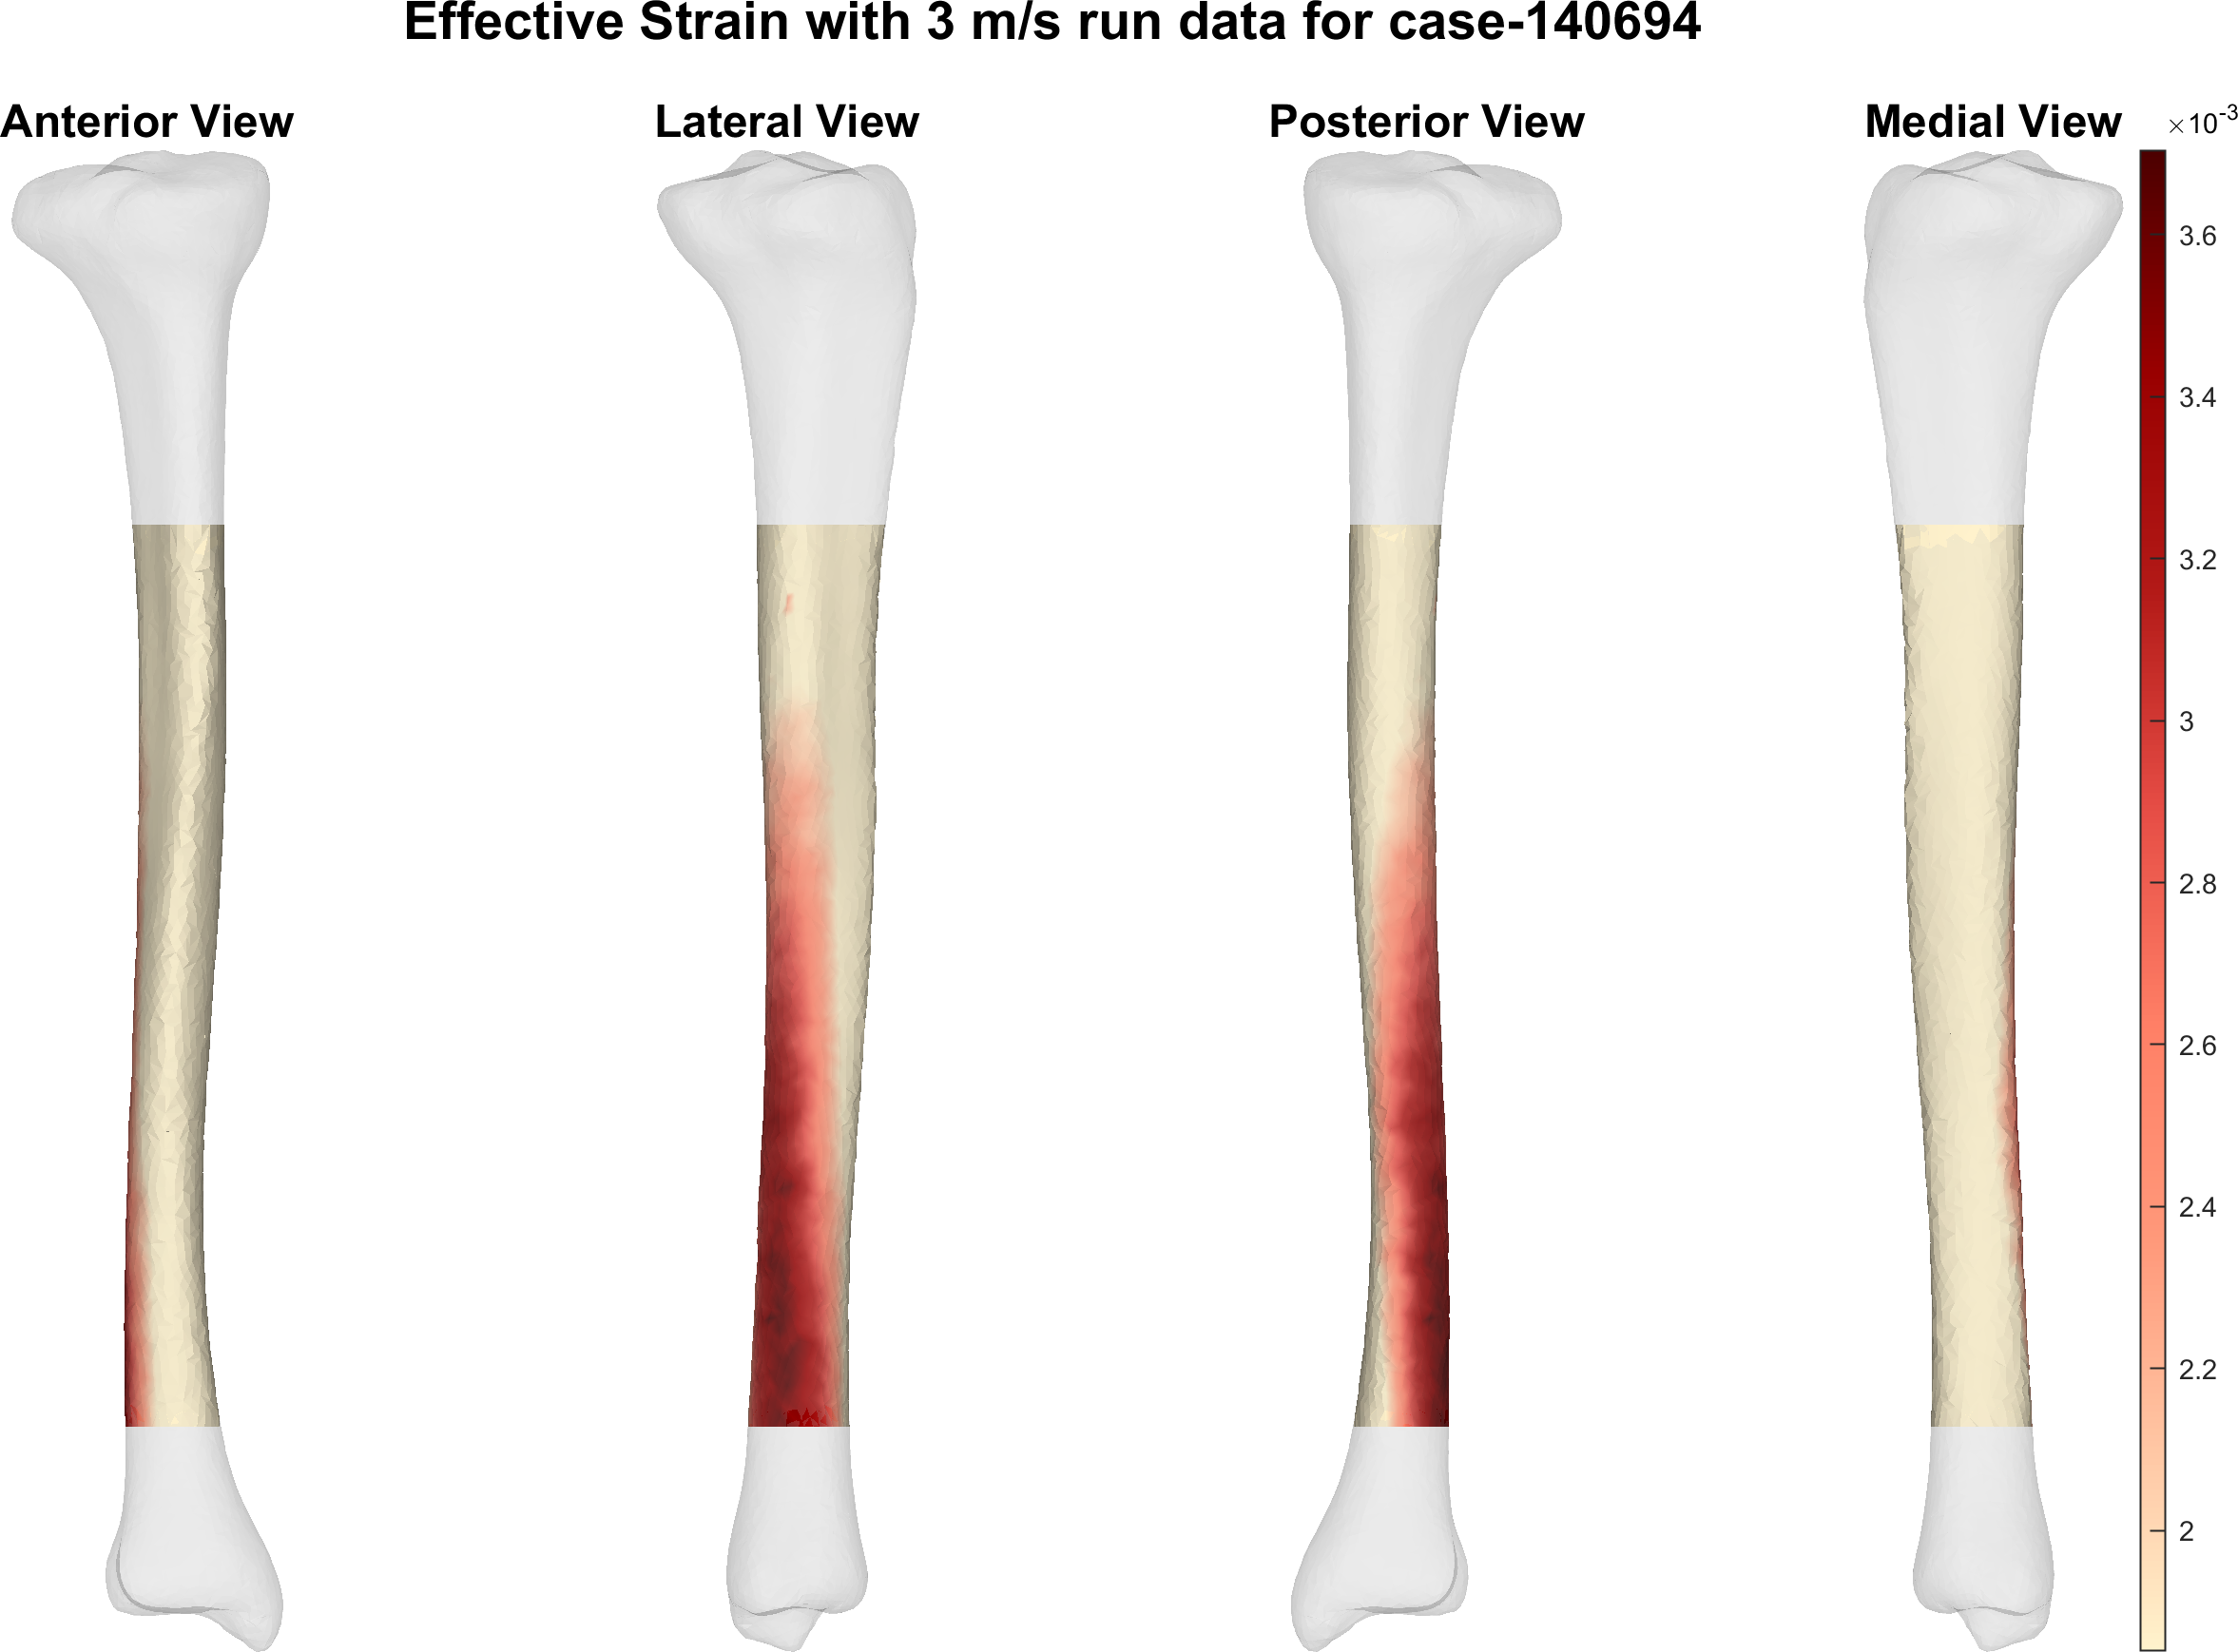 Effective Strain with 3 m/s run data for case-140694
Anterior View
Lateral View
Posterior View
Medial View
×10-3
3.6
3.4
3.2
3
2.8
2.6
2.4
2.2
2